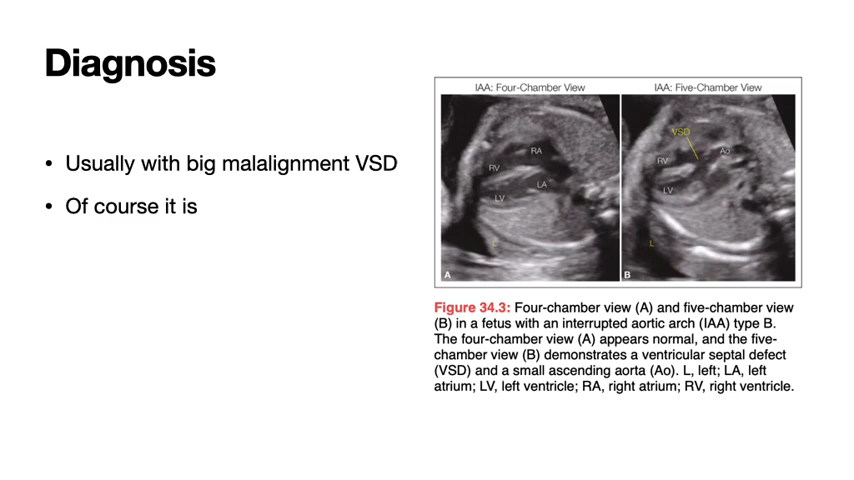 Diagnosis
• Usually with big malalignment VSD
• Of course it is
IAA: Four-Chamber View
IAA: Five-Chamber View
RA
RV
LA
LV
L
A
VSD
Ao
RV
LV
L
B
Figure 34.3: Four-chamber view (A) and five-chamber view
(B) in a fetus with an interrupted aortic arch (IAA) type B.
The four-chamber view (A) appears normal, and the five-
chamber view (B) demonstrates a ventricular septal defect
(VSD) and a small ascending aorta (Ao). L, left; LA, left
atrium; LV, left ventricle; RA, right atrium; RV, right ventricle.